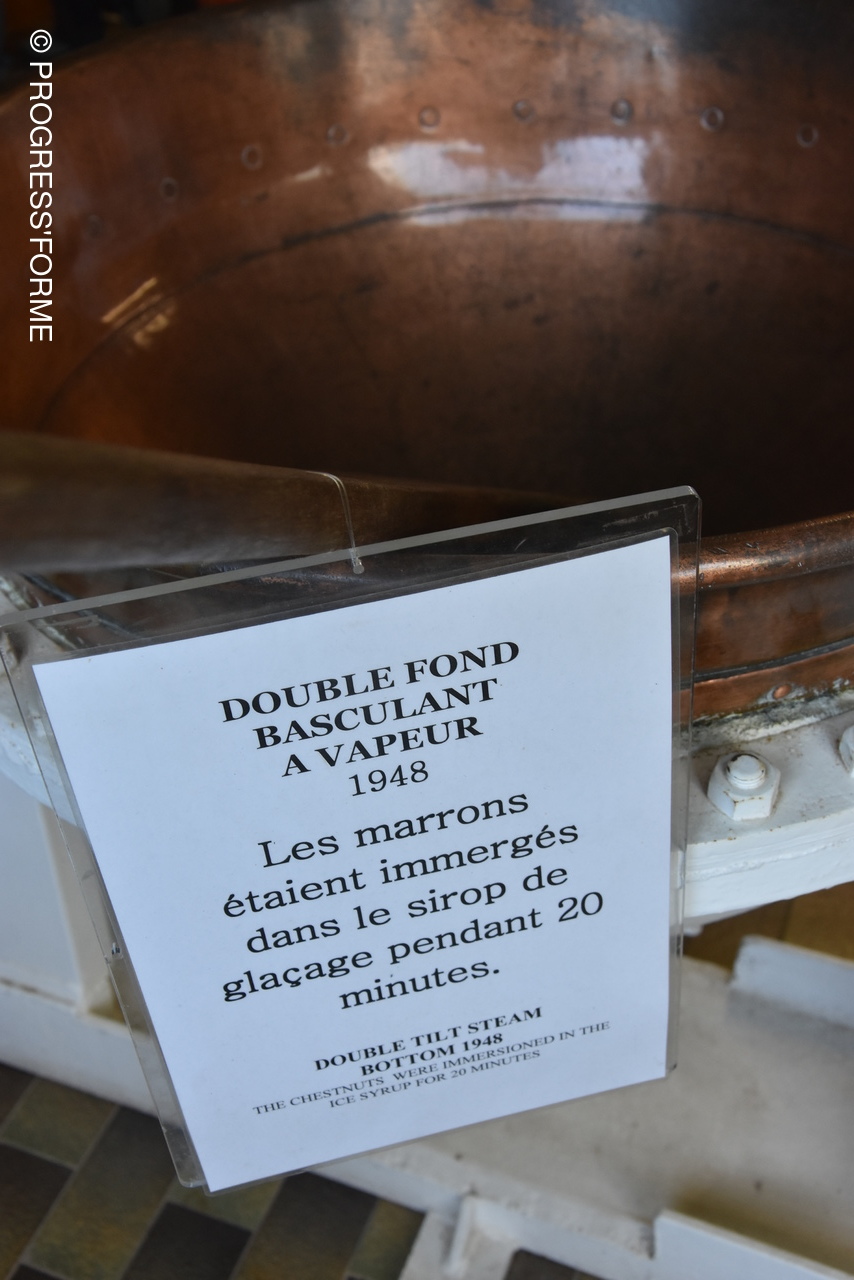 © PROGRESS'FORME
DOUBLE FOND
BASCULANT
A VAPEUR
1948
Les marrons
étaient immergés
dans le sirop de
glaçage pendant 20
minutes.
DOUBLE TILT STEAM
BOTTOM 1948
THE CHESTNUTS WERE IMMERSIONED IN THE
ICE SYRUP FOR 20 MINUTES